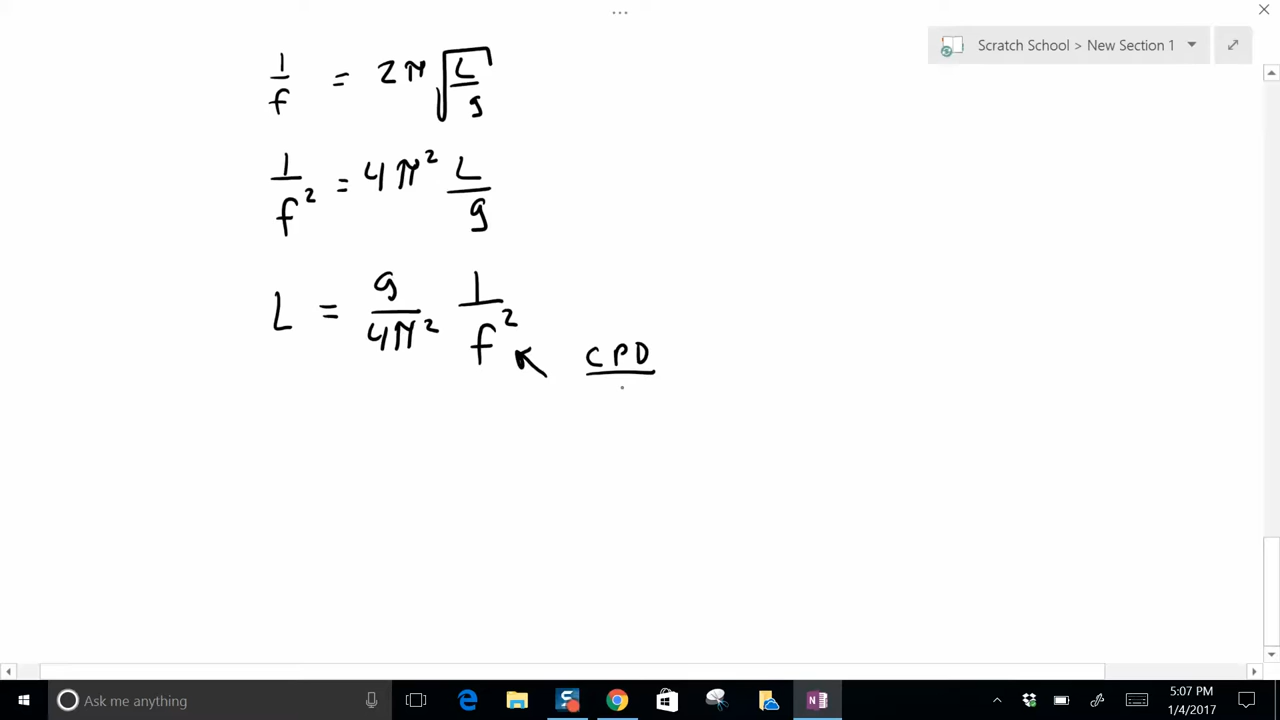 ...
Scratch School > New Section 1
1/f = 2π √(L/g)
1/f² = 4π² L/g
L = g/4π² 1/f²
CPD
Ask me anything
5:07 PM
1/4/2017